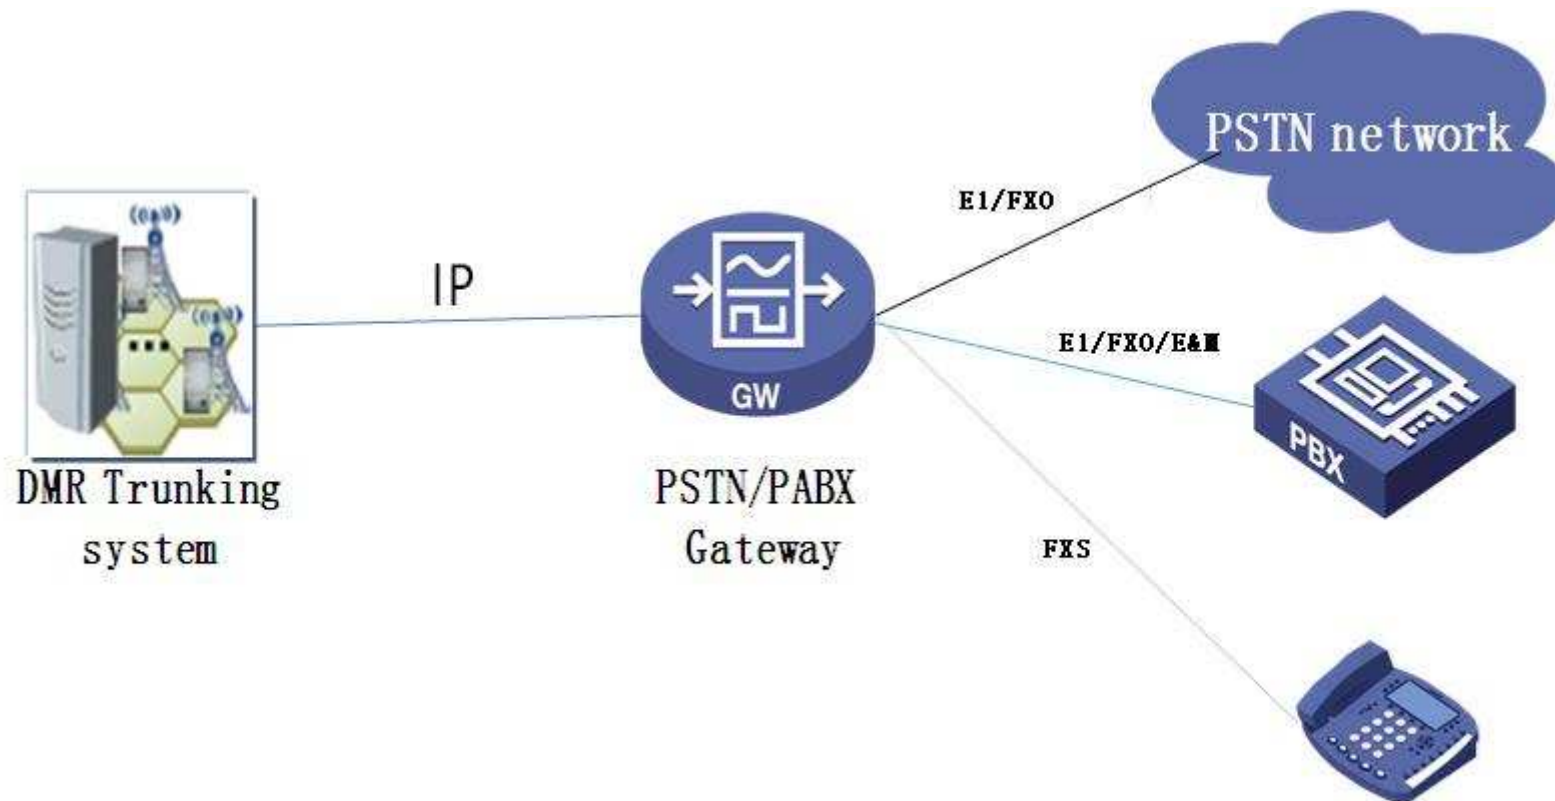 PSTN network
E1/FXO
IP
E1/FXO/E&M
GW
PBX
DMR Trunking
system
PSTN/PABX
Gateway
FXS